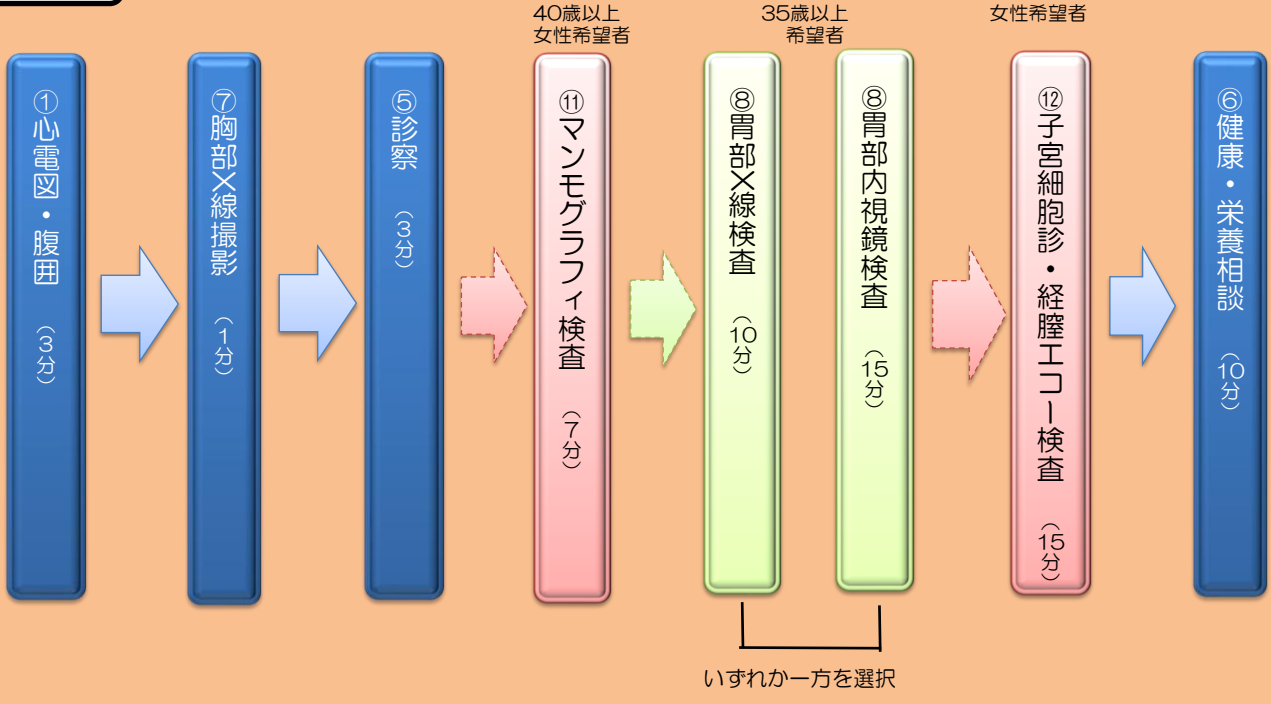 40歳以上
女性希望者
35歳以上
希望者
女性希望者
①心電図・腹囲 （3分）
⑦胸部X線撮影 （1分）
⑤診察 （3分）
⑪マンモグラフィ検査 （7分）
⑧胃部X線検査 （10分）
⑧胃部内視鏡検査 （15分）
⑫子宮細胞診・経膣エコー検査 （15分）
⑥健康・栄養相談 （10分）
いずれか一方を選択